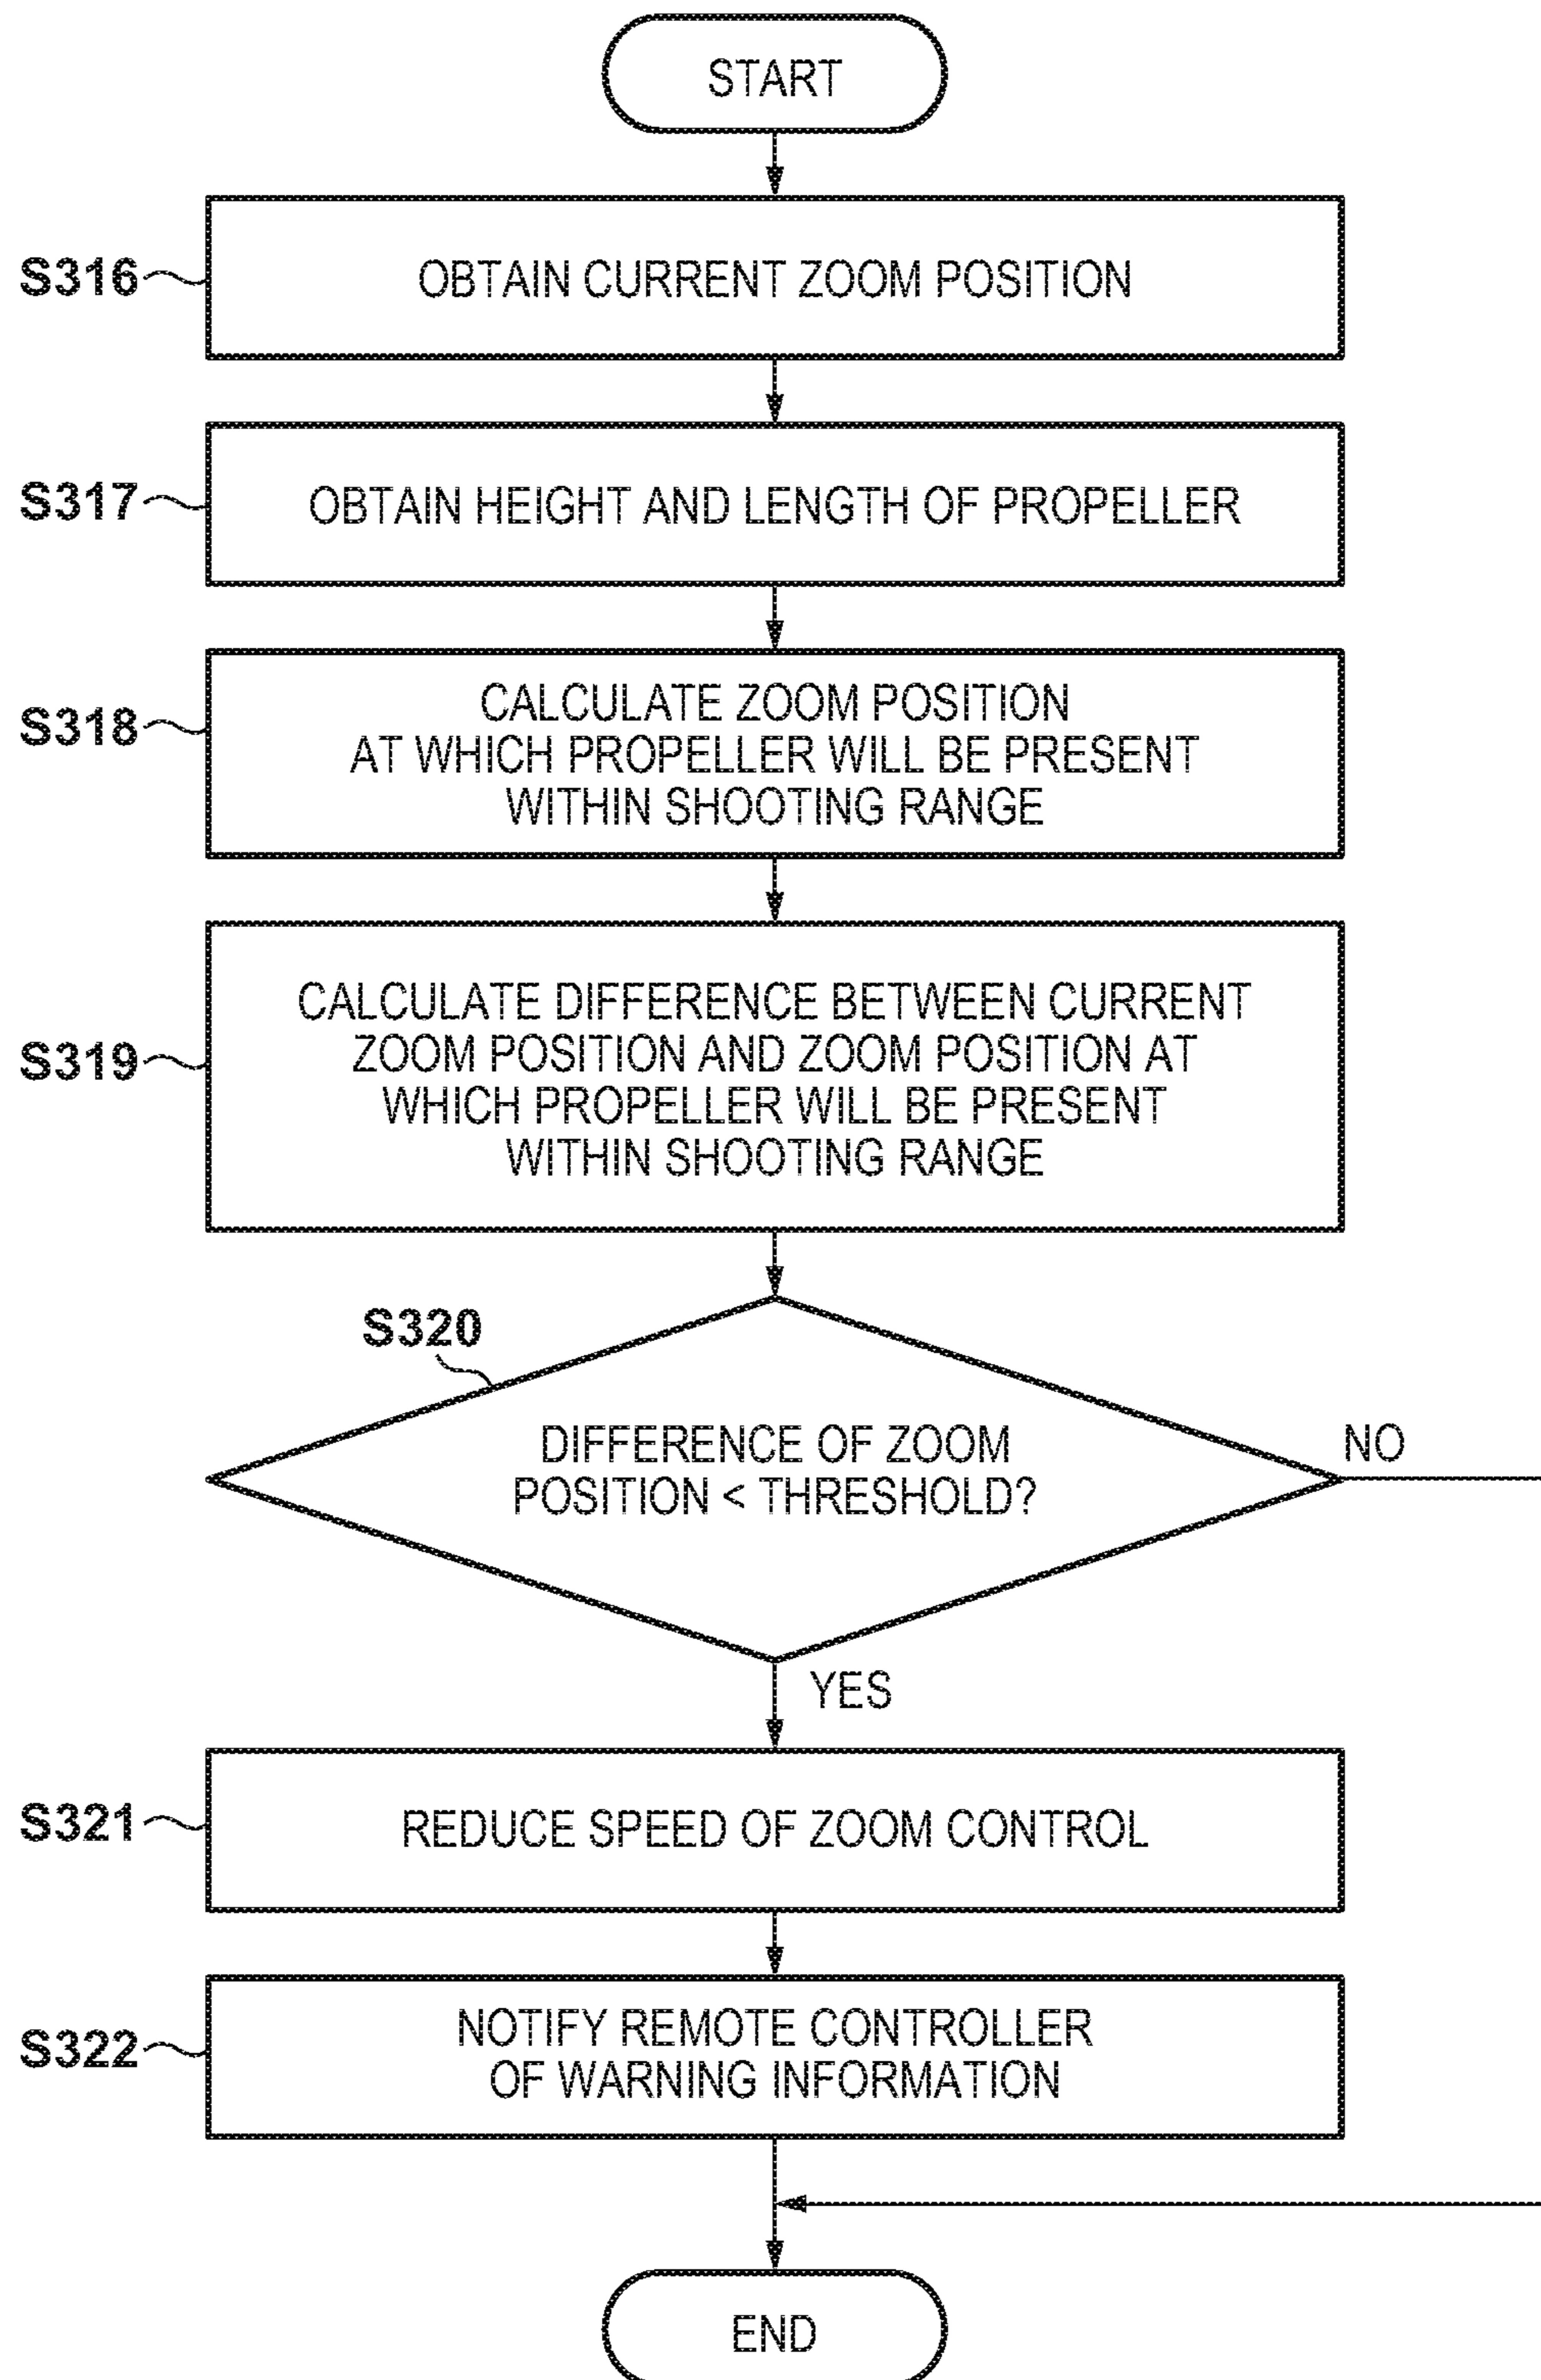 START
S316
OBTAIN CURRENT ZOOM POSITION
S317
OBTAIN HEIGHT AND LENGTH OF PROPELLER
S318
CALCULATE ZOOM POSITION
AT WHICH PROPELLER WILL BE PRESENT
WITHIN SHOOTING RANGE
S319
CALCULATE DIFFERENCE BETWEEN CURRENT
ZOOM POSITION AND ZOOM POSITION AT
WHICH PROPELLER WILL BE PRESENT
WITHIN SHOOTING RANGE
S320
DIFFERENCE OF ZOOM
POSITION < THRESHOLD?
NO
YES
S321
REDUCE SPEED OF ZOOM CONTROL
S322
NOTIFY REMOTE CONTROLLER
OF WARNING INFORMATION
END